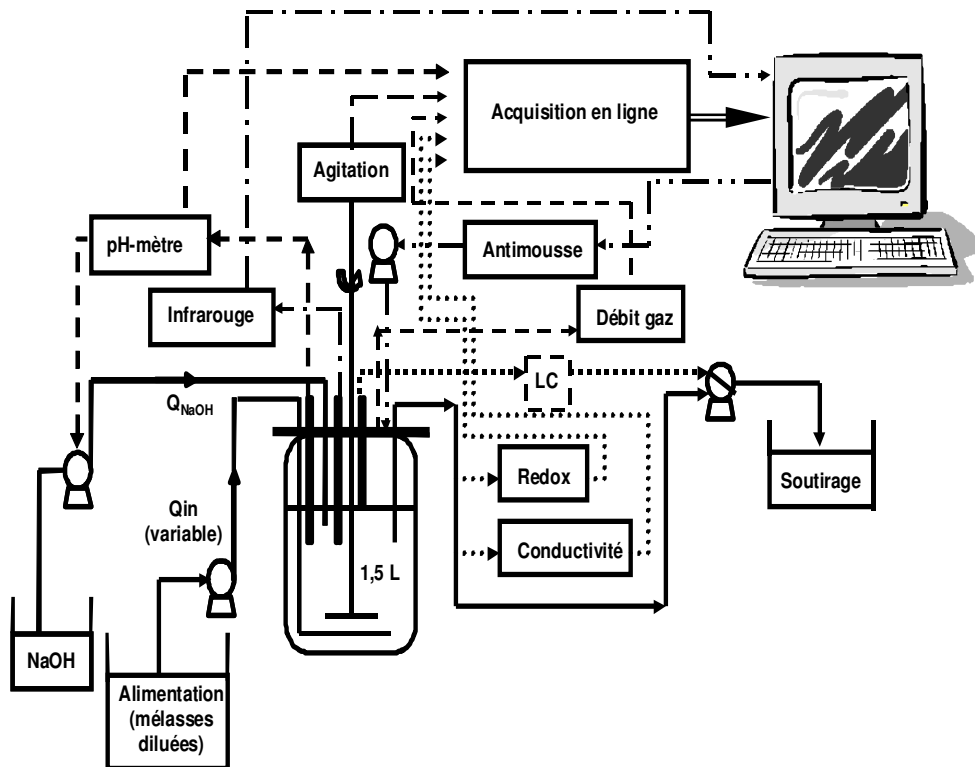 Acquisition en ligne
Agitation
pH-mètre
Antimousse
Infrarouge
Débit gaz
LC
QNaOH
Redox
Soutirage
Qin
(variable)
Conductivité
1,5 L
NaOH
Alimentation
(mélasses
diluées)